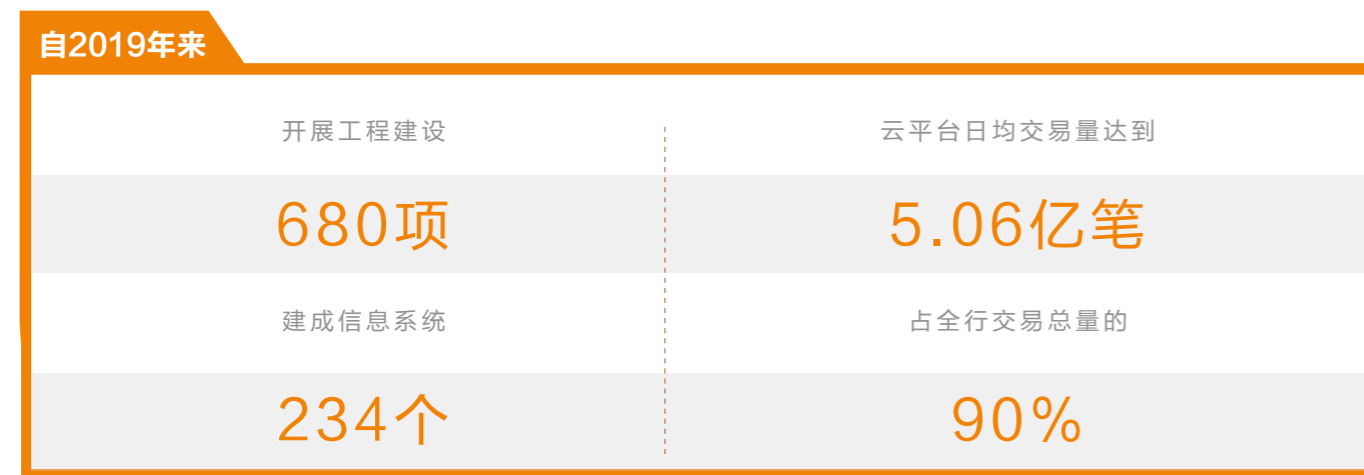 自2019年来
开展工程建设
680项
建成信息系统
234个
云平台日均交易量达到
5.06亿笔
占全行交易总量的
90%